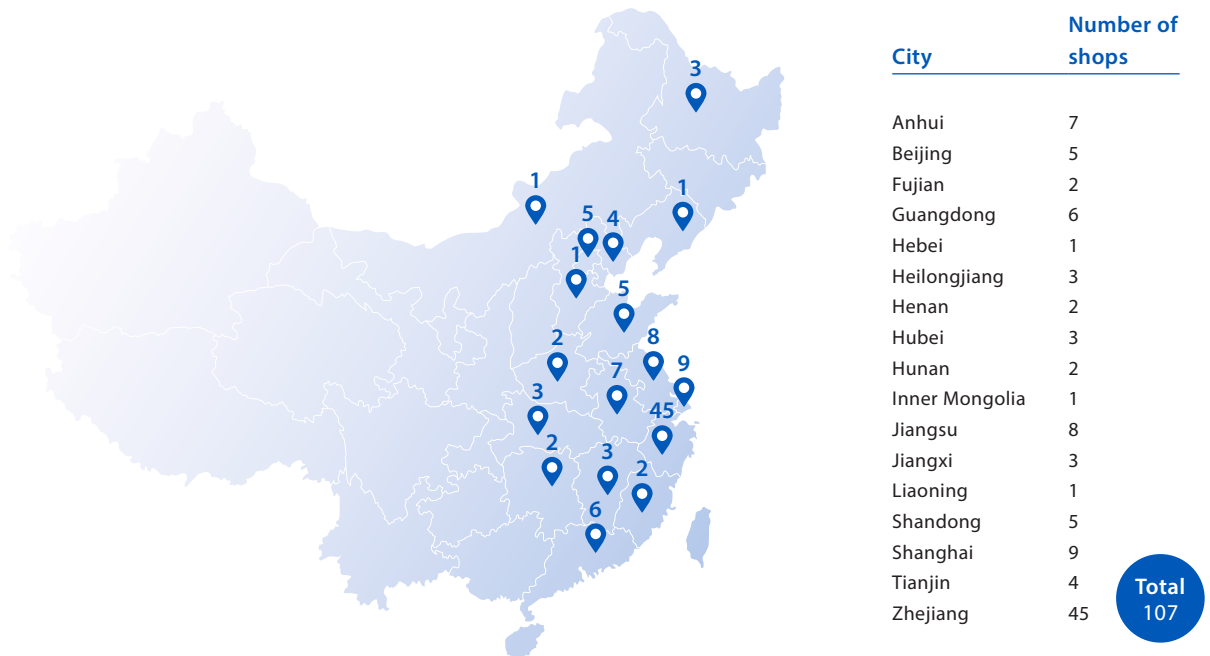 3
1
1
5
4
1
5
2
8
7
9
3
45
2
3
2
6
Number of
City shops
Anhui 7
Beijing 5
Fujian 2
Guangdong 6
Hebei 1
Heilongjiang 3
Henan 2
Hubei 3
Hunan 2
Inner Mongolia 1
Jiangsu 8
Jiangxi 3
Liaoning 1
Shandong 5
Shanghai 9
Tianjin 4
Zhejiang 45
Total
107